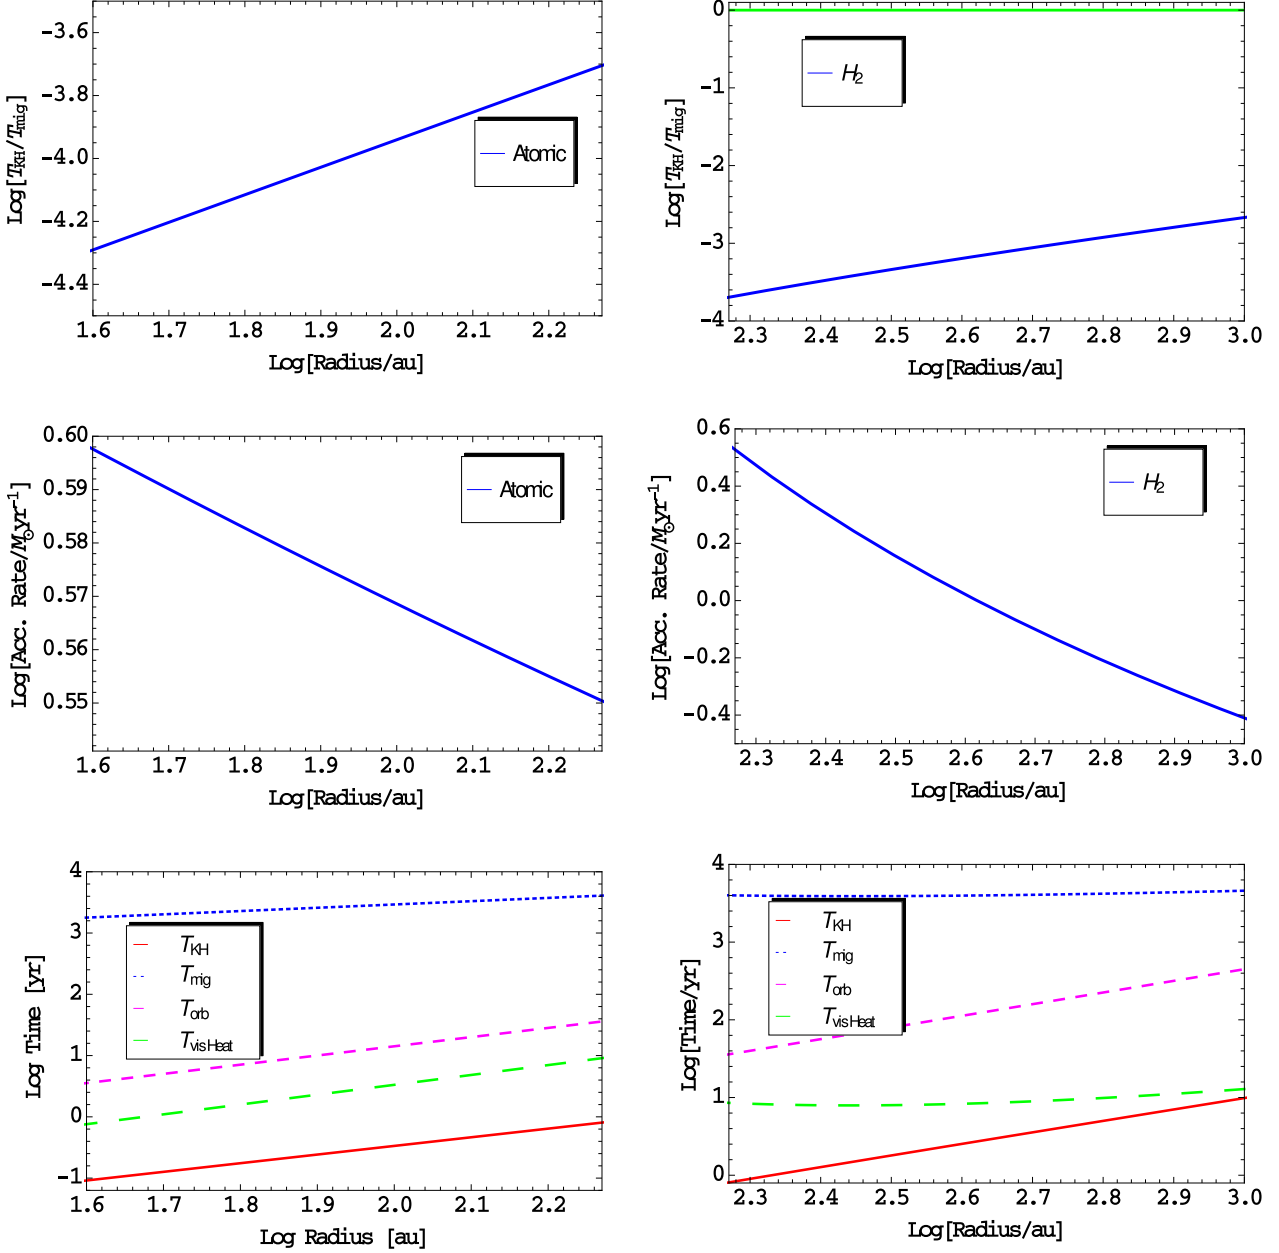 Log[T_KH/T_mig]
−3.6
−3.8
−4.0
−4.2
−4.4
Atomic
1.6 1.7 1.8 1.9 2.0 2.1 2.2
Log[Radius/au]
Log[T_KH/T_mig]
0
−1
−2
−3
−4
H_2
2.3 2.4 2.5 2.6 2.7 2.8 2.9 3.0
Log[Radius/au]
Log[Acc. Rate/M_⊙yr^−1]
0.60
0.59
0.58
0.57
0.56
0.55
Atomic
1.6 1.7 1.8 1.9 2.0 2.1 2.2
Log[Radius/au]
Log[Acc. Rate/M_⊙yr^−1]
0.6
0.4
0.2
0.0
−0.2
−0.4
H_2
2.3 2.4 2.5 2.6 2.7 2.8 2.9 3.0
Log[Radius/au]
Log Time [yr]
4
3
2
1
0
−1
T_KH
T_mig
T_orb
T_visHeat
1.6 1.7 1.8 1.9 2.0 2.1 2.2
Log Radius [au]
Log[Time/yr]
4
3
2
1
0
T_KH
T_mig
T_orb
T_visHeat
2.3 2.4 2.5 2.6 2.7 2.8 2.9 3.0
Log[Radius/au]